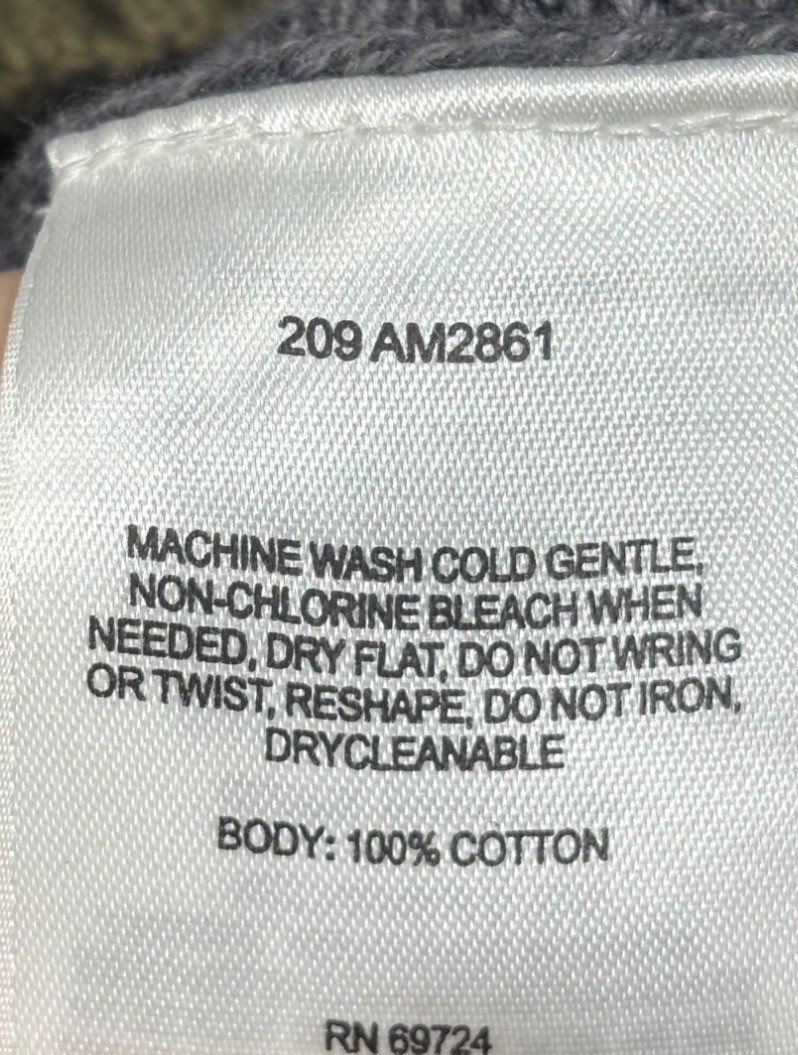 209 AM2861
MACHINE WASH COLD GENTLE,
NON-CHLORINE BLEACH WHEN
NEEDED, DRY FLAT, DO NOT WRING
OR TWIST, RESHAPE, DO NOT IRON,
DRYCLEANABLE
BODY: 100% COTTON
RN 69724